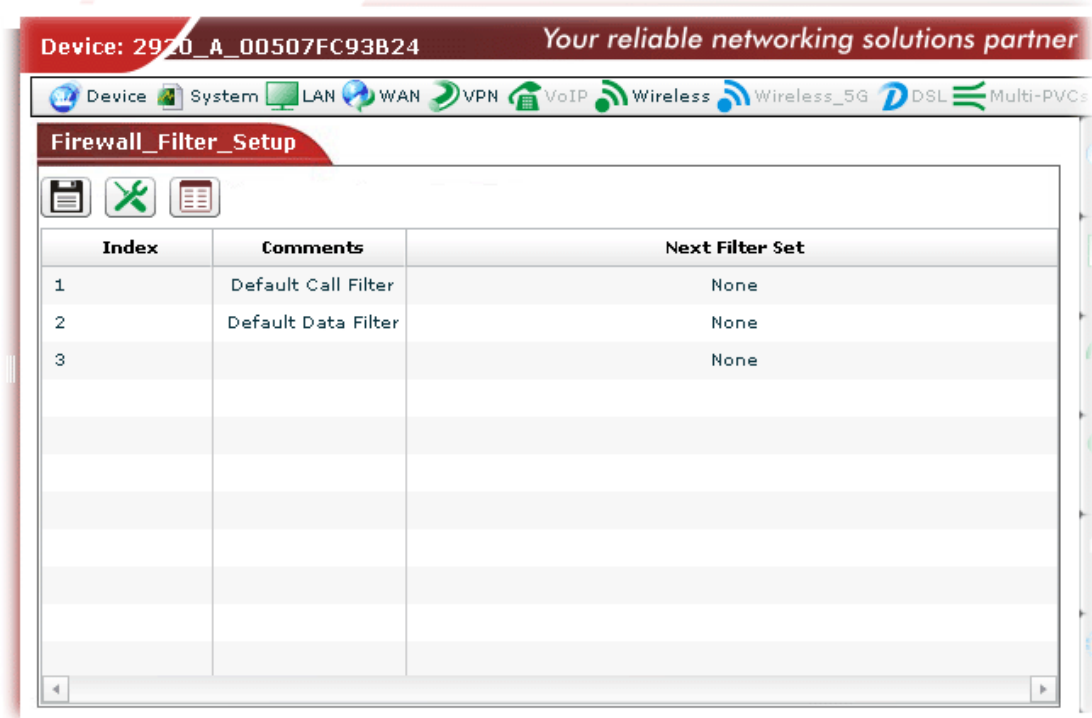 Device: 2920_A_00507FC93B24 Your reliable networking solutions partner
Device System LAN WAN VPN VoIP Wireless Wireless_5G DSL Multi-PVCs
Firewall_Filter_Setup
Index Comments Next Filter Set
1 Default Call Filter None
2 Default Data Filter None
3 None